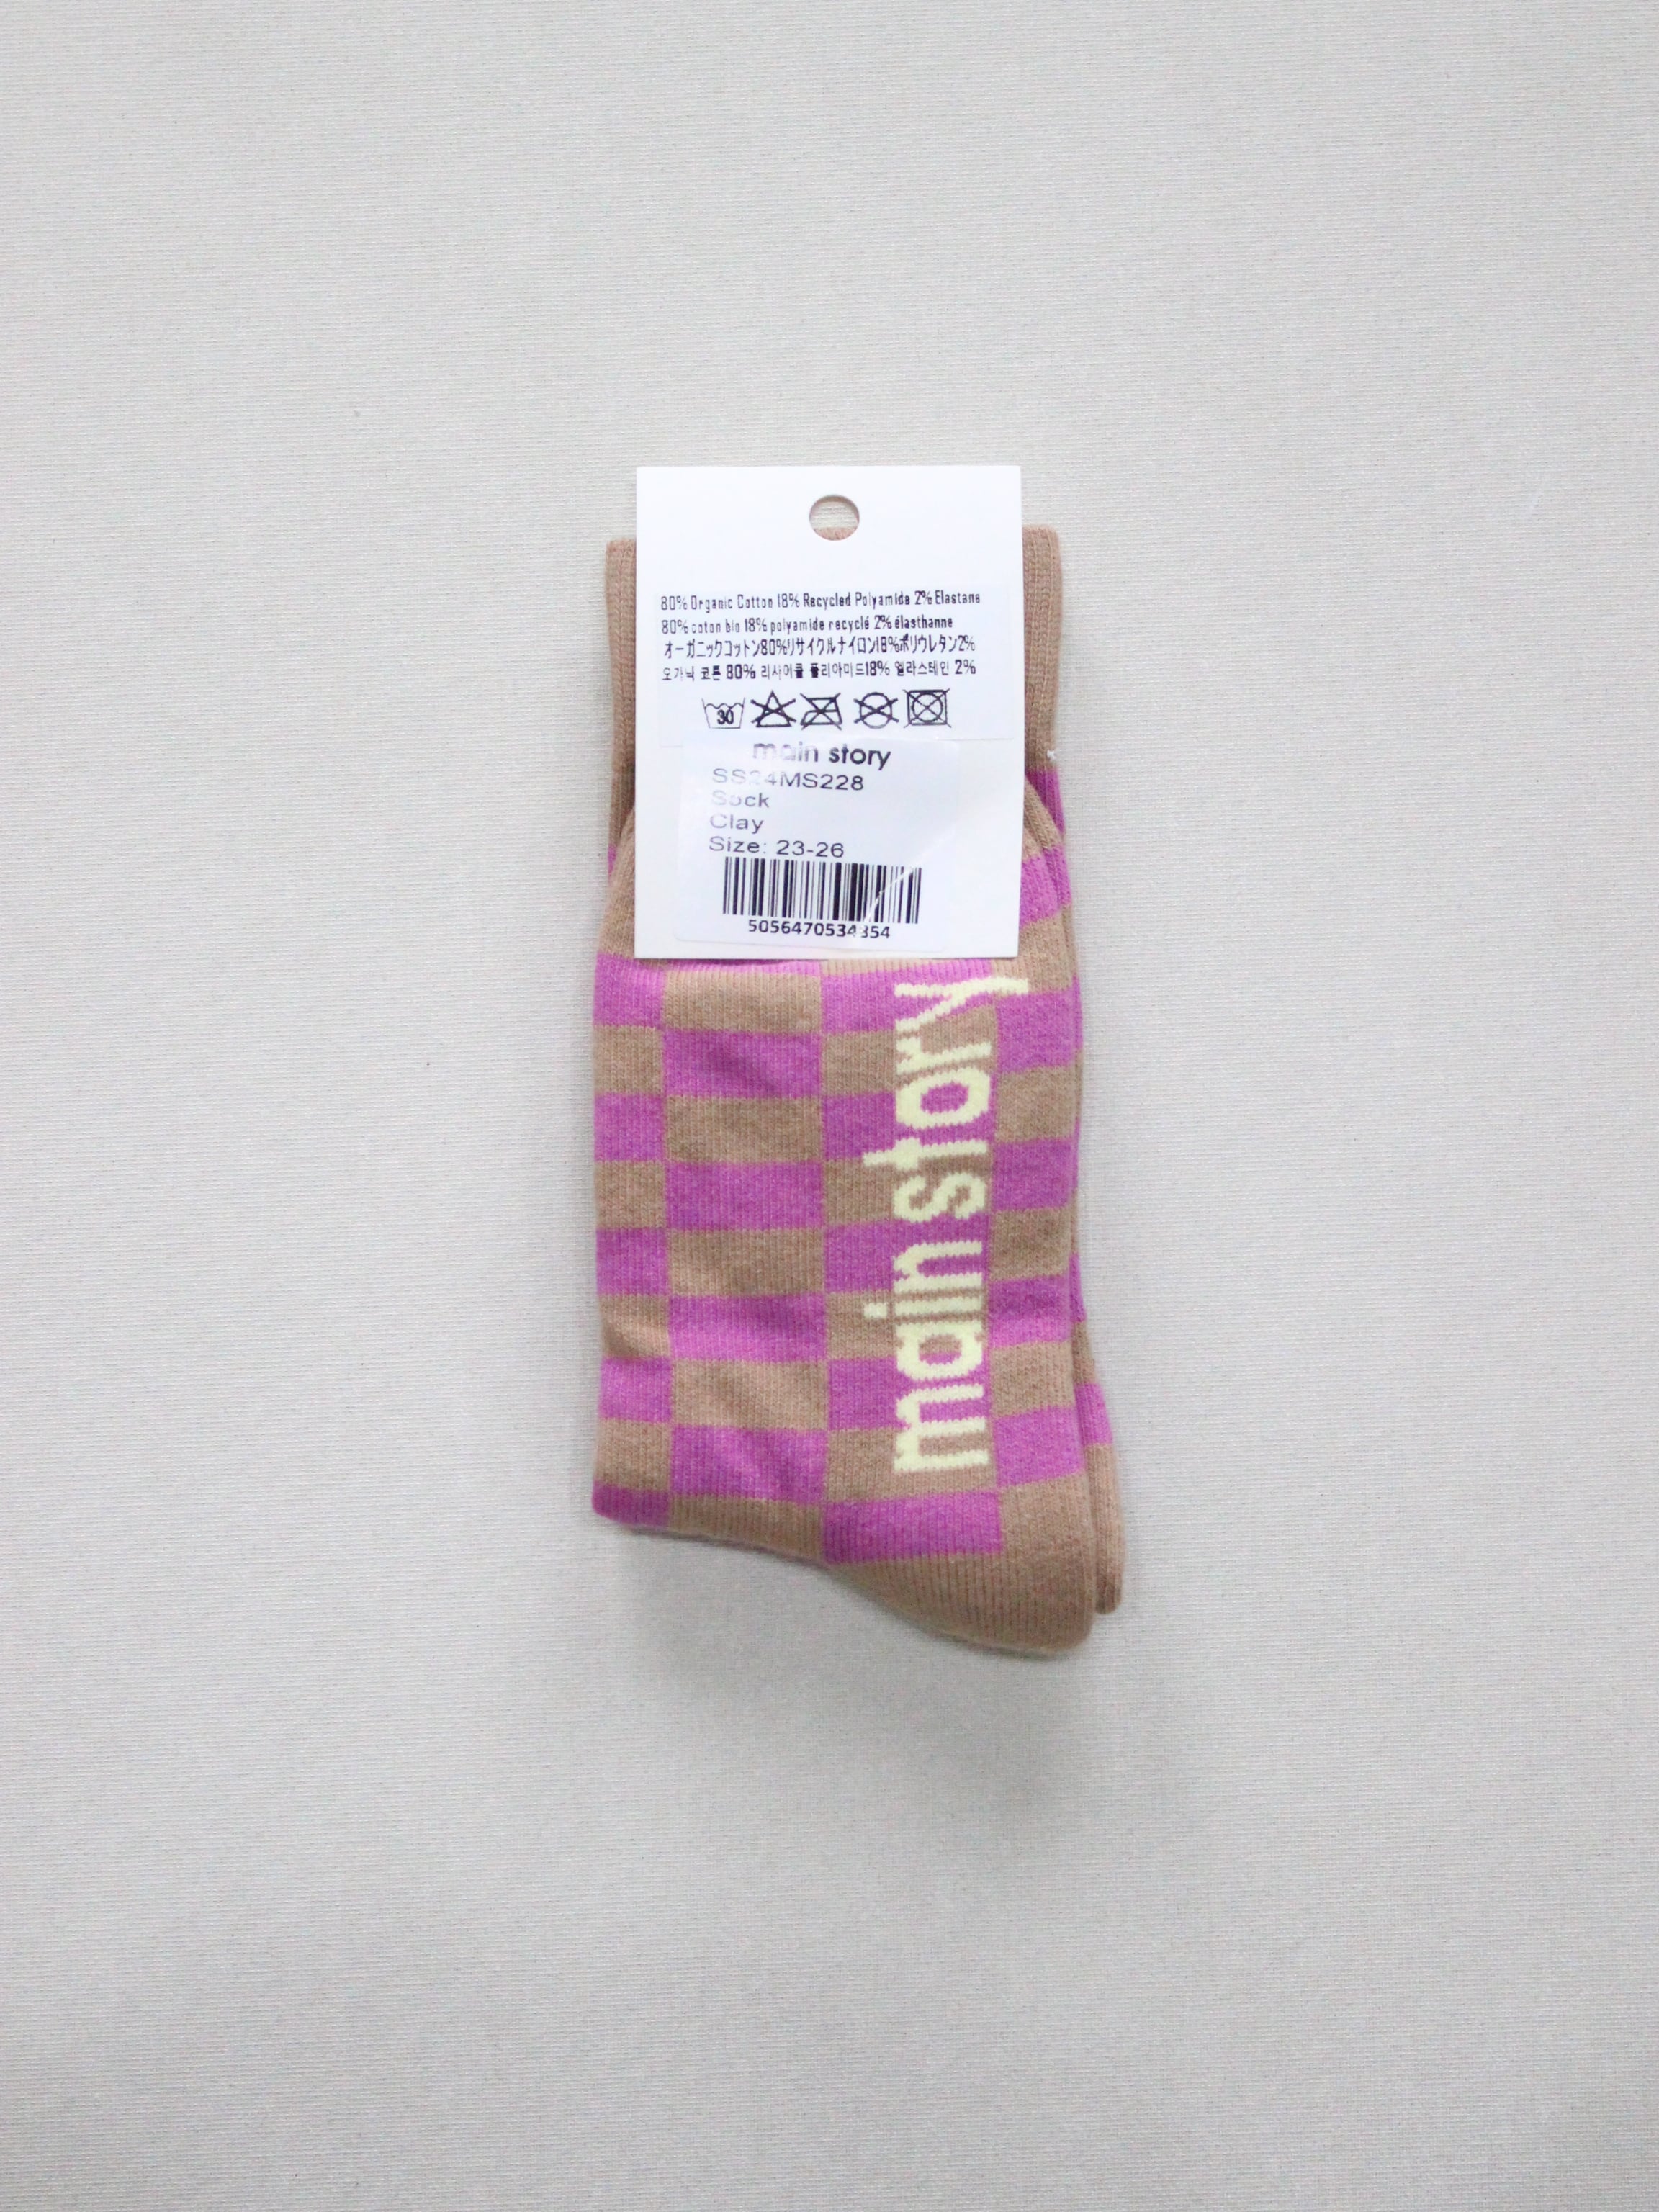 80% Organic Cotton 18% Recycled Polyamide 2% Elastane
80% coton bio 18% polyamide recyclé 2% élasthanne
オーガニックコットン80%リサイクルナイロン18%ポリウレタン2%
오가닉 코튼 80% 리사이클 폴리아미드18% 엘라스테인 2%
30
main story
SS24MS228
Sock
Clay
Size: 23-26
5056470534354
main story